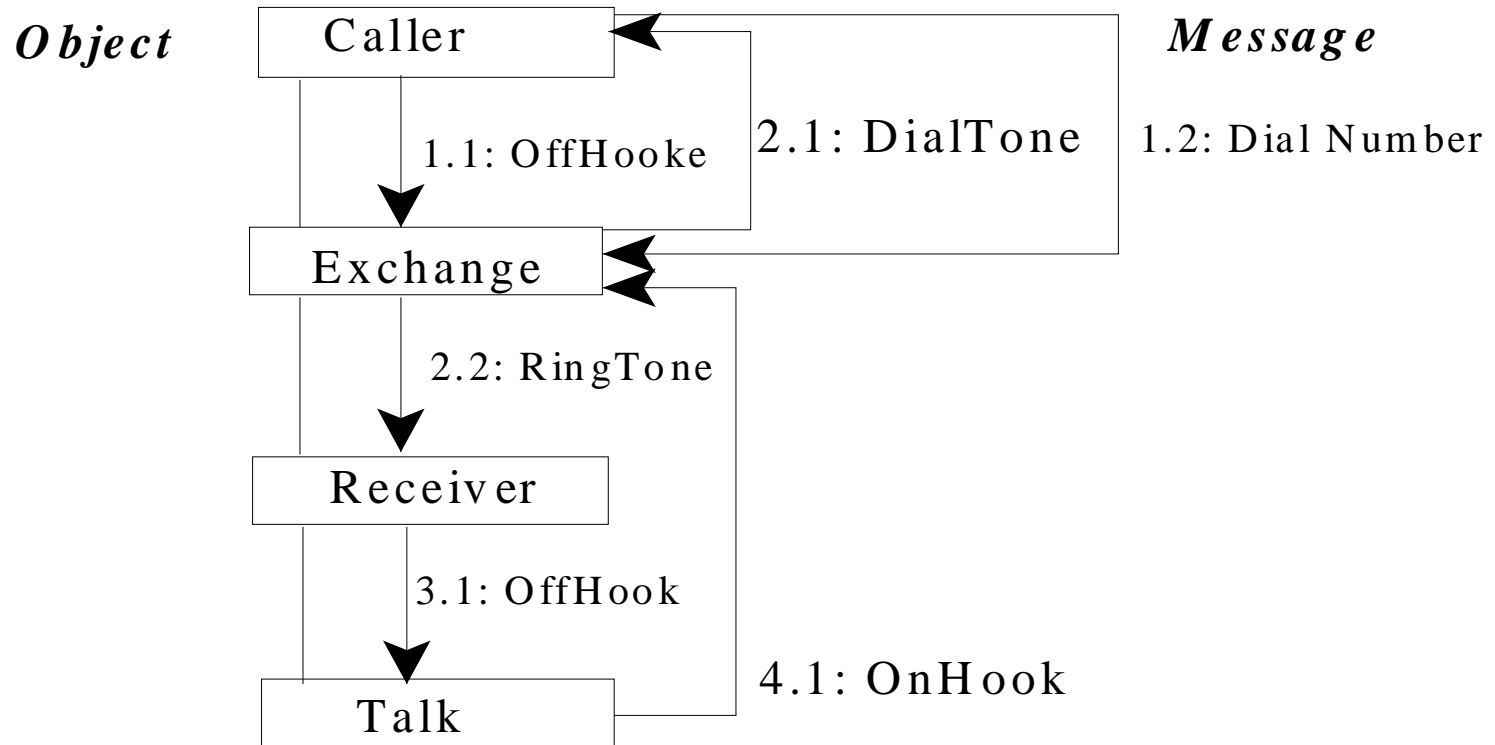 Object
Caller
Message
1.1: OffHooke
2.1: DialTone
1.2: Dial Number
Exchange
2.2: RingTone
Receiver
3.1: OffHook
4.1: OnHook
Talk